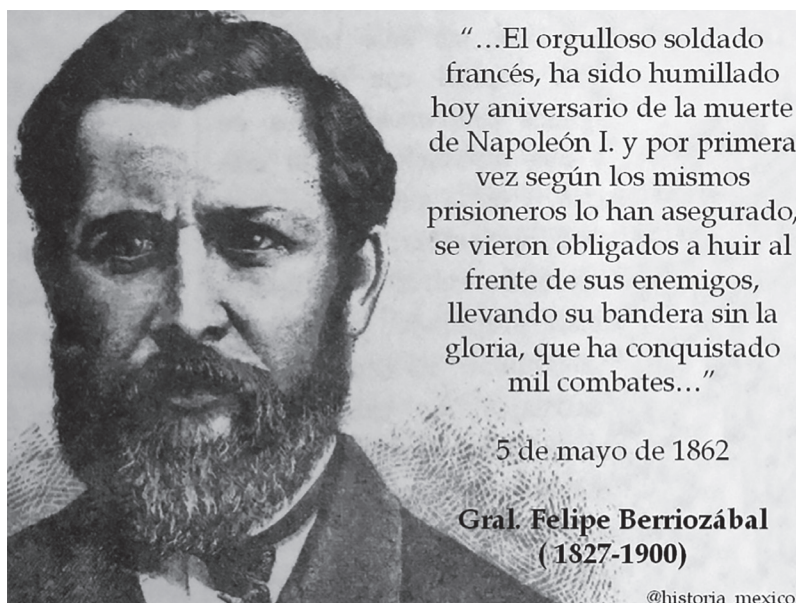 “...El orgulloso soldado
francés, ha sido humillado
hoy aniversario de la muerte
de Napoleón I. y por primera
vez según los mismos
prisioneros lo han asegurado,
se vieron obligados a huir al
frente de sus enemigos,
llevando su bandera sin la
gloria, que ha conquistado
mil combates...”
5 de mayo de 1862
Gral. Felipe Berriozábal
( 1827-1900)
@historia_mexico